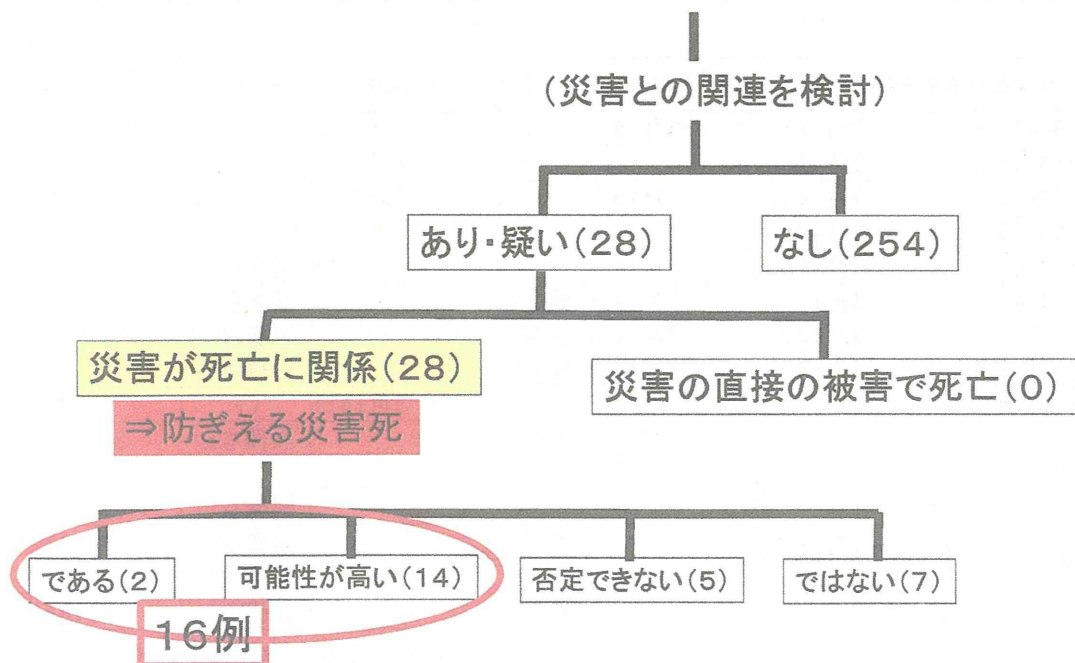 (災害との関連を検討)
あり・疑い(28)
なし(254)
災害が死亡に関係(28)
災害の直接の被害で死亡(0)
⇒防ぎえる災害死
である(2)
可能性が高い(14)
否定できない(5)
ではない(7)
16例